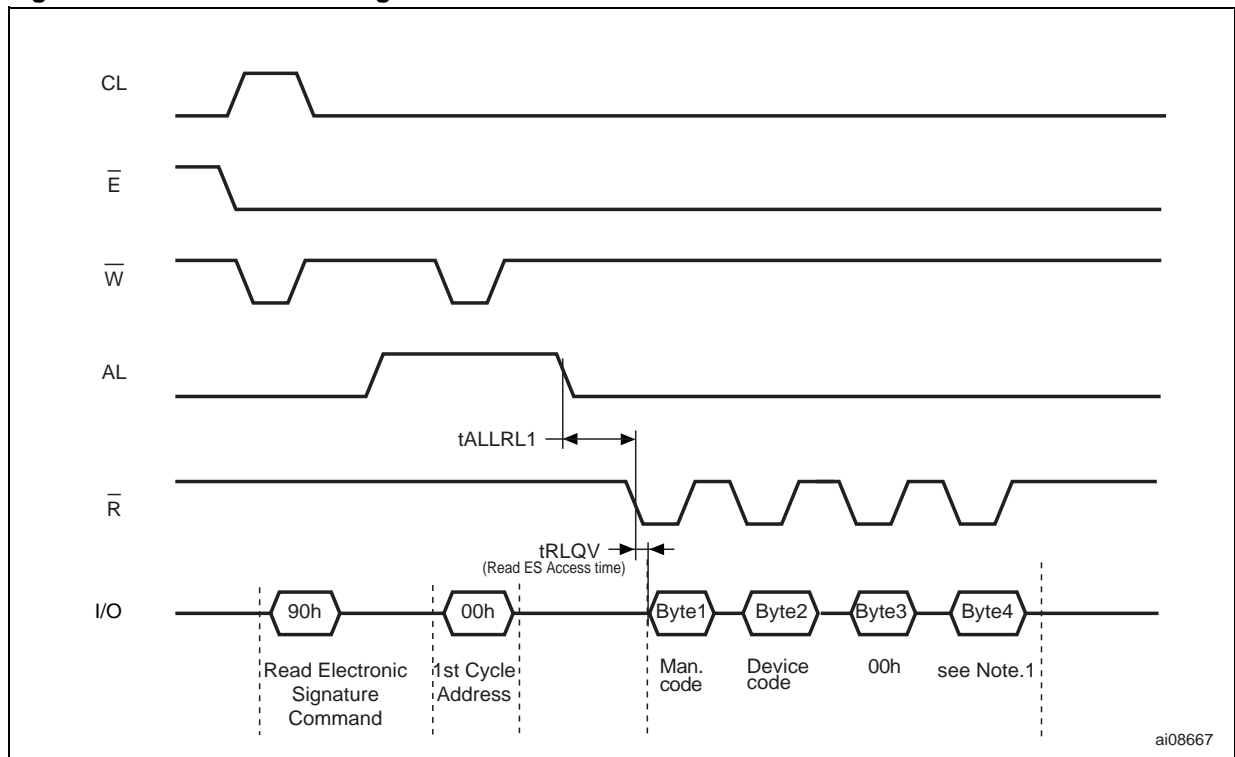 CL
E
W
AL
tALLRL1
R
tRLQV
(Read ES Access time)
I/O
90h
00h
Byte1
Byte2
Byte3
Byte4
Read Electronic
Signature
Command
1st Cycle
Address
Man.
code
Device
code
00h
see Note.1
ai08667